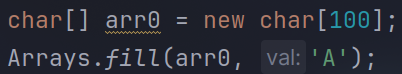 char[] arr0 = new char[100];
Arrays.fill(arr0, val: 'A');